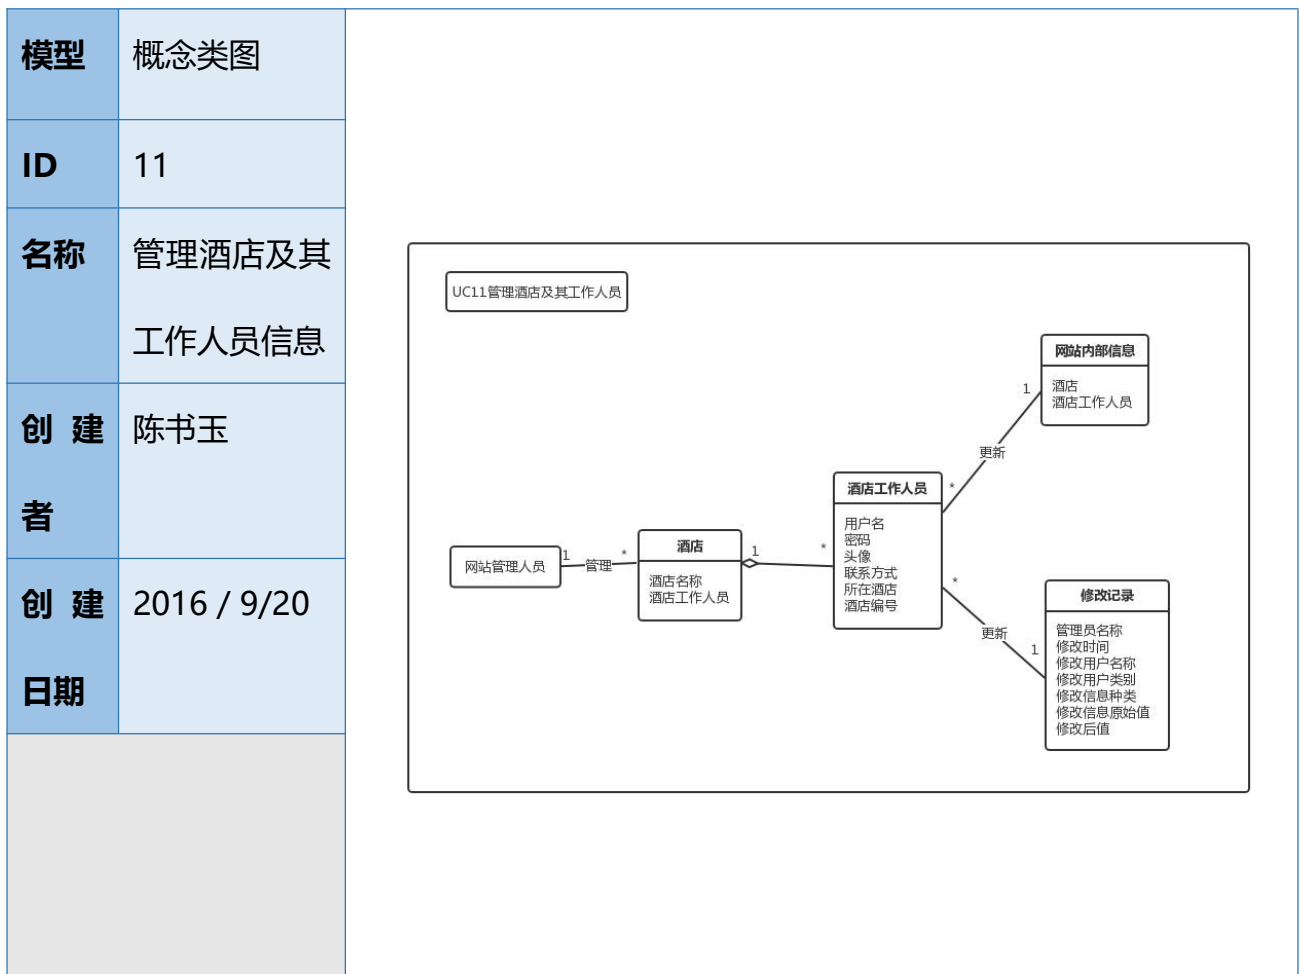 模型
概念类图
ID
11
名称
管理酒店及其
工作人员信息
创 建
者
陈书玉
创 建
日期
2016 / 9/20
UC11管理酒店及其工作人员
网站管理人员
1
管理
*
酒店
酒店名称
酒店工作人员
1
*
酒店工作人员
用户名
密码
头像
联系方式
所在酒店
酒店编号
*
更新
1
网站内部信息
酒店
酒店工作人员
*
更新
1
修改记录
管理员名称
修改时间
修改用户名称
修改用户类别
修改信息种类
修改信息原始值
修改后值